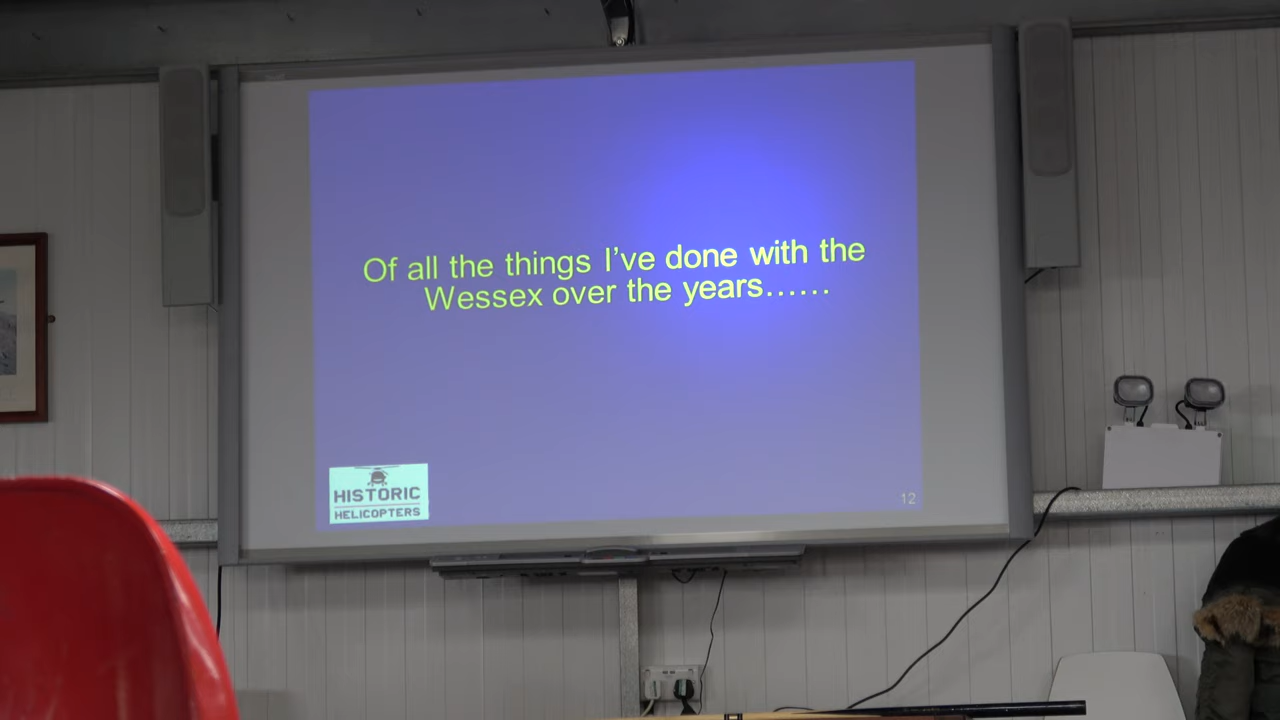 Of all the things I've done with the
Wessex over the years......
HISTORIC
HELICOPTERS
12